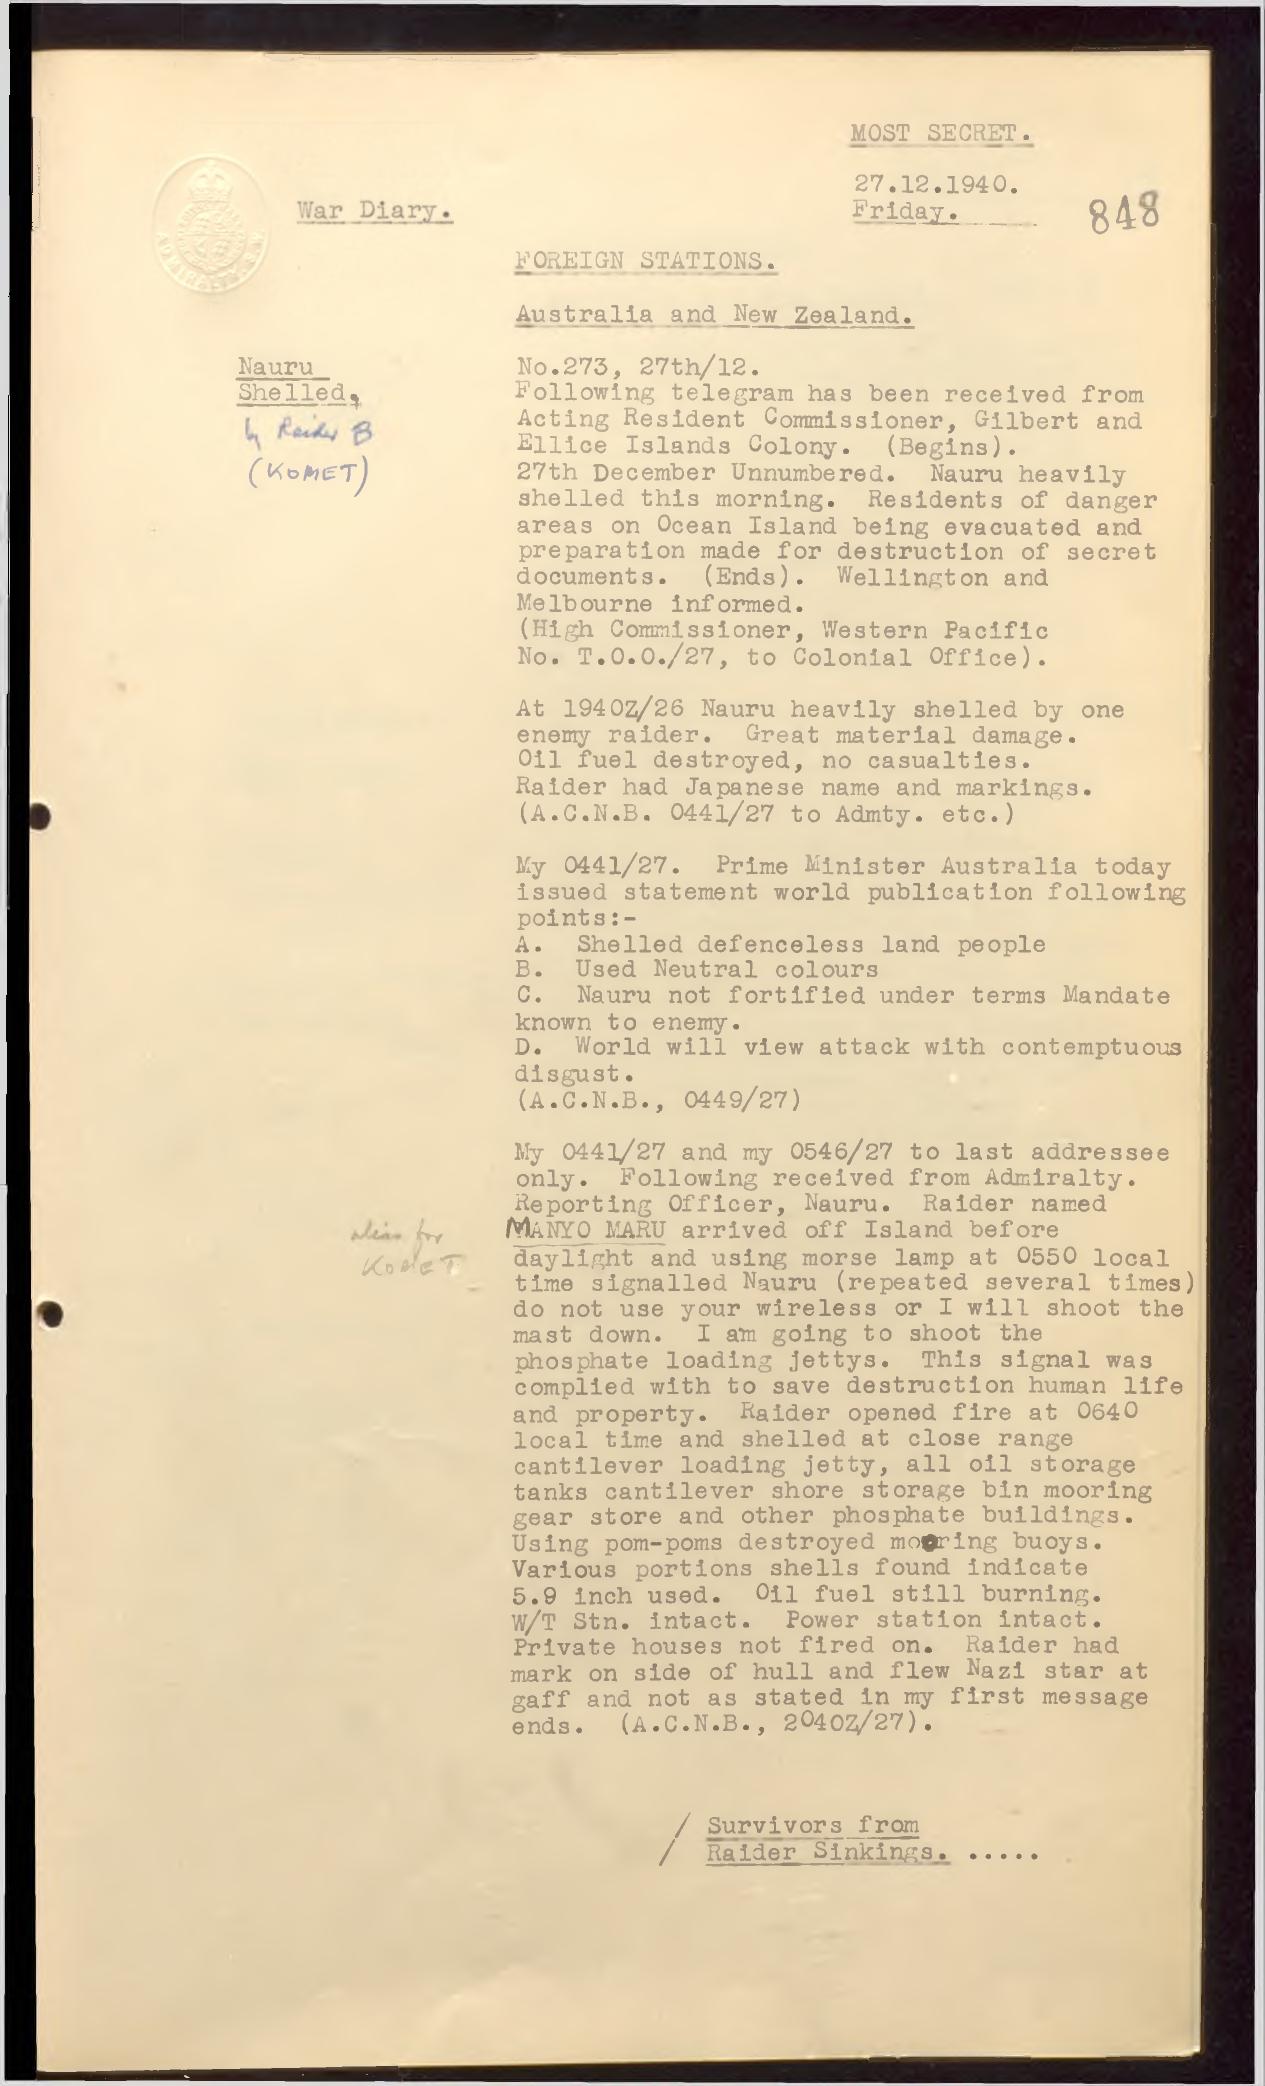 MOST SECRET.
27.12.1940.
Friday.
848
War Diary.
ADMIRALTY. S.W.
FOREIGN STATIONS.
Australia and New Zealand.
Nauru
Shelled,
by Raider B
(KOMET)
No.273, 27th/12.
Following telegram has been received from
Acting Resident Commissioner, Gilbert and
Ellice Islands Colony. (Begins).
27th December Unnumbered. Nauru heavily
shelled this morning. Residents of danger
areas on Ocean Island being evacuated and
preparation made for destruction of secret
documents. (Ends). Wellington and
Melbourne informed.
(High Commissioner, Western Pacific
No. T.O.O./27, to Colonial Office).
At 1940Z/26 Nauru heavily shelled by one
enemy raider. Great material damage.
Oil fuel destroyed, no casualties.
Raider had Japanese name and markings.
(A.C.N.B. 0441/27 to Admty. etc.)
My 0441/27. Prime Minister Australia today
issued statement world publication following
points:-
A. Shelled defenceless land people
B. Used Neutral colours
C. Nauru not fortified under terms Mandate
known to enemy.
D. World will view attack with contemptuous
disgust.
(A.C.N.B., 0449/27)
My 0441/27 and my 0546/27 to last addressee
only. Following received from Admiralty.
Reporting Officer, Nauru. Raider named
MANYO MARU arrived off Island before
alias for
KOMET
daylight and using morse lamp at 0550 local
time signalled Nauru (repeated several times)
do not use your wireless or I will shoot the
mast down. I am going to shoot the
phosphate loading jettys. This signal was
complied with to save destruction human life
and property. Raider opened fire at 0640
local time and shelled at close range
cantilever loading jetty, all oil storage
tanks cantilever shore storage bin mooring
gear store and other phosphate buildings.
Using pom-poms destroyed mooring buoys.
Various portions shells found indicate
5.9 inch used. Oil fuel still burning.
W/T Stn. intact. Power station intact.
Private houses not fired on. Raider had
mark on side of hull and flew Nazi star at
gaff and not as stated in my first message
ends. (A.C.N.B., 2040Z/27).
/ Survivors from
/ Raider Sinkings. .....